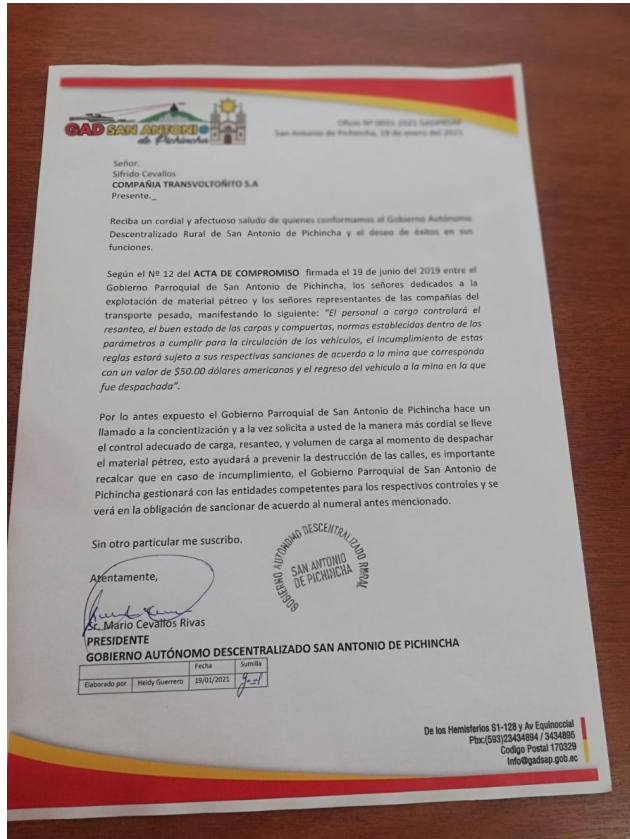 GAD SAN ANTONIO
de Pichincha
Oficio Nº 0031-2021-GADPRSAP
San Antonio de Pichincha, 19 de enero del 2021
Señor.
Sifrido Cevallos
COMPAÑIA TRANSVOLTOÑITO S.A
Presente._
Reciba un cordial y afectuoso saludo de quienes conformamos el Gobierno Autónomo
Descentralizado Rural de San Antonio de Pichincha y el deseo de éxitos en sus
funciones.
Según el Nº 12 del ACTA DE COMPROMISO firmada el 19 de junio del 2019 entre el
Gobierno Parroquial de San Antonio de Pichincha, los señores dedicados a la
explotación de material pétreo y los señores representantes de las compañías del
transporte pesado, manifestando lo siguiente: "El personal a cargo controlará el
resanteo, el buen estado de las carpas y compuertas, normas establecidas dentro de los
parámetros a cumplir para la circulación de los vehículos, el incumplimiento de estas
reglas estará sujeto a sus respectivas sanciones de acuerdo a la mina que corresponda
con un valor de $50.00 dólares americanos y el regreso del vehículo a la mina en la que
fue despachada".
Por lo antes expuesto el Gobierno Parroquial de San Antonio de Pichincha hace un
llamado a la concientización y a la vez solicita a usted de la manera más cordial se lleve
el control adecuado de carga, resanteo, y volumen de carga al momento de despachar
el material pétreo, esto ayudará a prevenir la destrucción de las calles, es importante
recalcar que en caso de incumplimiento, el Gobierno Parroquial de San Antonio de
Pichincha gestionará con las entidades competentes para los respectivos controles y se
verá en la obligación de sancionar de acuerdo al numeral antes mencionado.
Sin otro particular me suscribo.
GOBIERNO AUTÓNOMO DESCENTRALIZADO RURAL
SAN ANTONIO
DE PICHINCHA
Atentamente,
Sr. Mario Cevallos Rivas
PRESIDENTE
GOBIERNO AUTÓNOMO DESCENTRALIZADO SAN ANTONIO DE PICHINCHA
Fecha Sumilla
Elaborado por Heidy Guerrero 19/01/2021
De los Hemisferios S1-128 y Av Equinoccial
Pbx:(593)23434894 / 3434895
Codigo Postal 170329
Info@gadsap.gob.ec